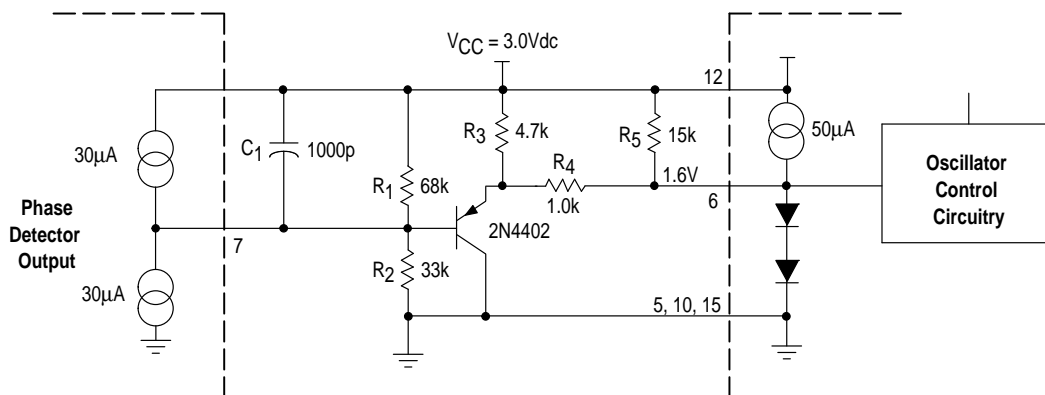 VCC = 3.0Vdc
12
30µA
C1
1000p
R3
4.7k
R5
15k
50µA
R1
68k
R4
1.0k
1.6V
6
Oscillator
Control
Circuitry
Phase
Detector
Output
7
2N4402
R2
33k
30µA
5, 10, 15